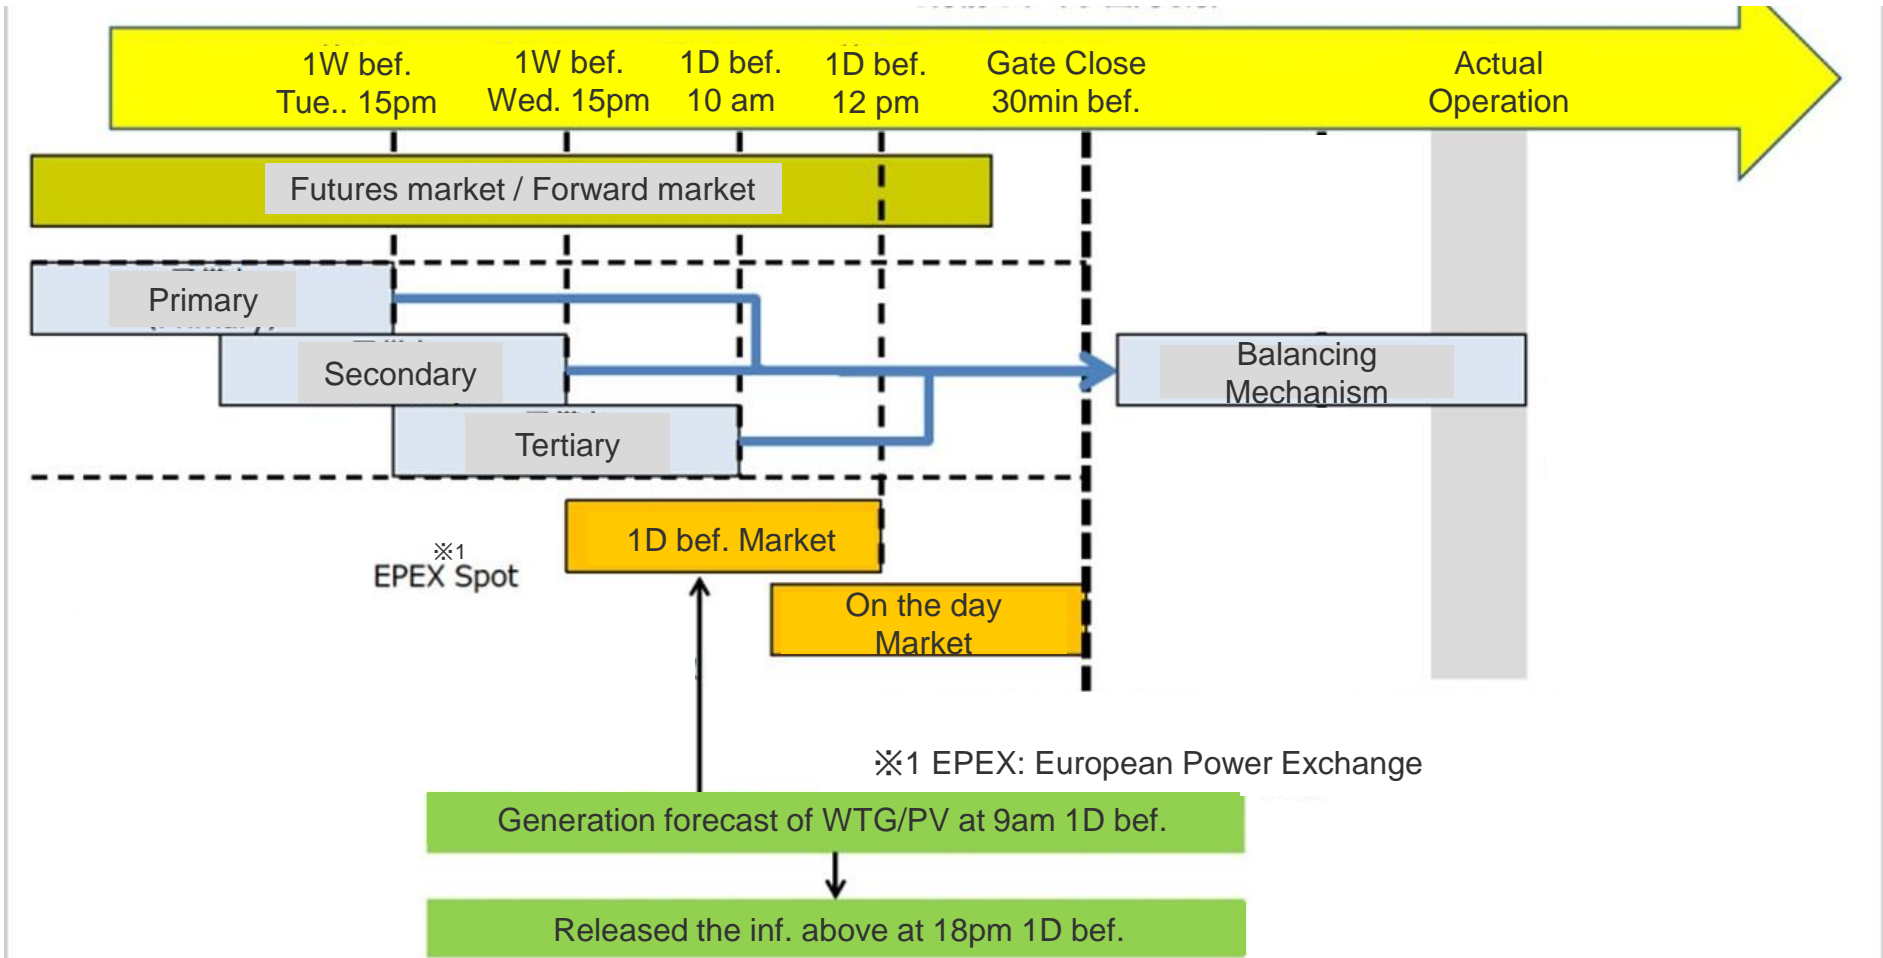 1W bef.
Tue.. 15pm
1W bef.
Wed. 15pm
1D bef.
10 am
1D bef.
12 pm
Gate Close
30min bef.
Actual
Operation
Futures market / Forward market
Primary
Secondary
Tertiary
Balancing
Mechanism
1D bef. Market
※1
EPEX Spot
On the day
Market
※1 EPEX: European Power Exchange
Generation forecast of WTG/PV at 9am 1D bef.
Released the inf. above at 18pm 1D bef.